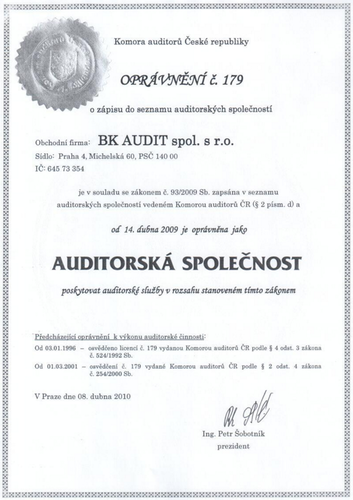 Komora auditorů České republiky
OPRÁVNĚNÍ č. 179
o zápisu do seznamu auditorských společností
Obchodní firma: BK AUDIT spol. s r.o.
Sídlo: Praha 4, Michelská 60, PSČ 140 00
IČ: 645 73 354
je v souladu se zákonem č. 93/2009 Sb. zapsána v seznamu
auditorských společností vedeném Komorou auditorů ČR (§ 2 písm. d) a
od 14. dubna 2009 je oprávněna jako
AUDITORSKÁ SPOLEČNOST
poskytovat auditorské služby v rozsahu stanoveném tímto zákonem
Předcházející oprávnění k výkonu auditorské činnosti:
Od 03.01.1996 – osvědčeno licencí č. 179 vydanou Komorou auditorů ČR podle § 4 odst. 3 zákona
č. 524/1992 Sb.
Od 01.03.2001 – osvědčení č. 179 vydané Komorou auditorů ČR podle § 2 odst. 4 zákona
č. 254/2000 Sb.
V Praze dne 08. dubna 2010
Ing. Petr Šobotník
prezident